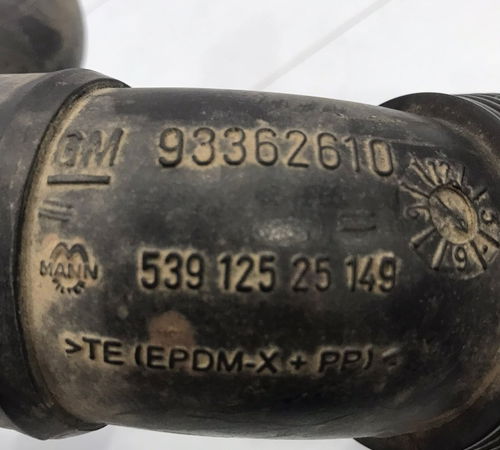 GM 93362610
MANN
539 125 25 149
>TE (EPDM-X + PP) <